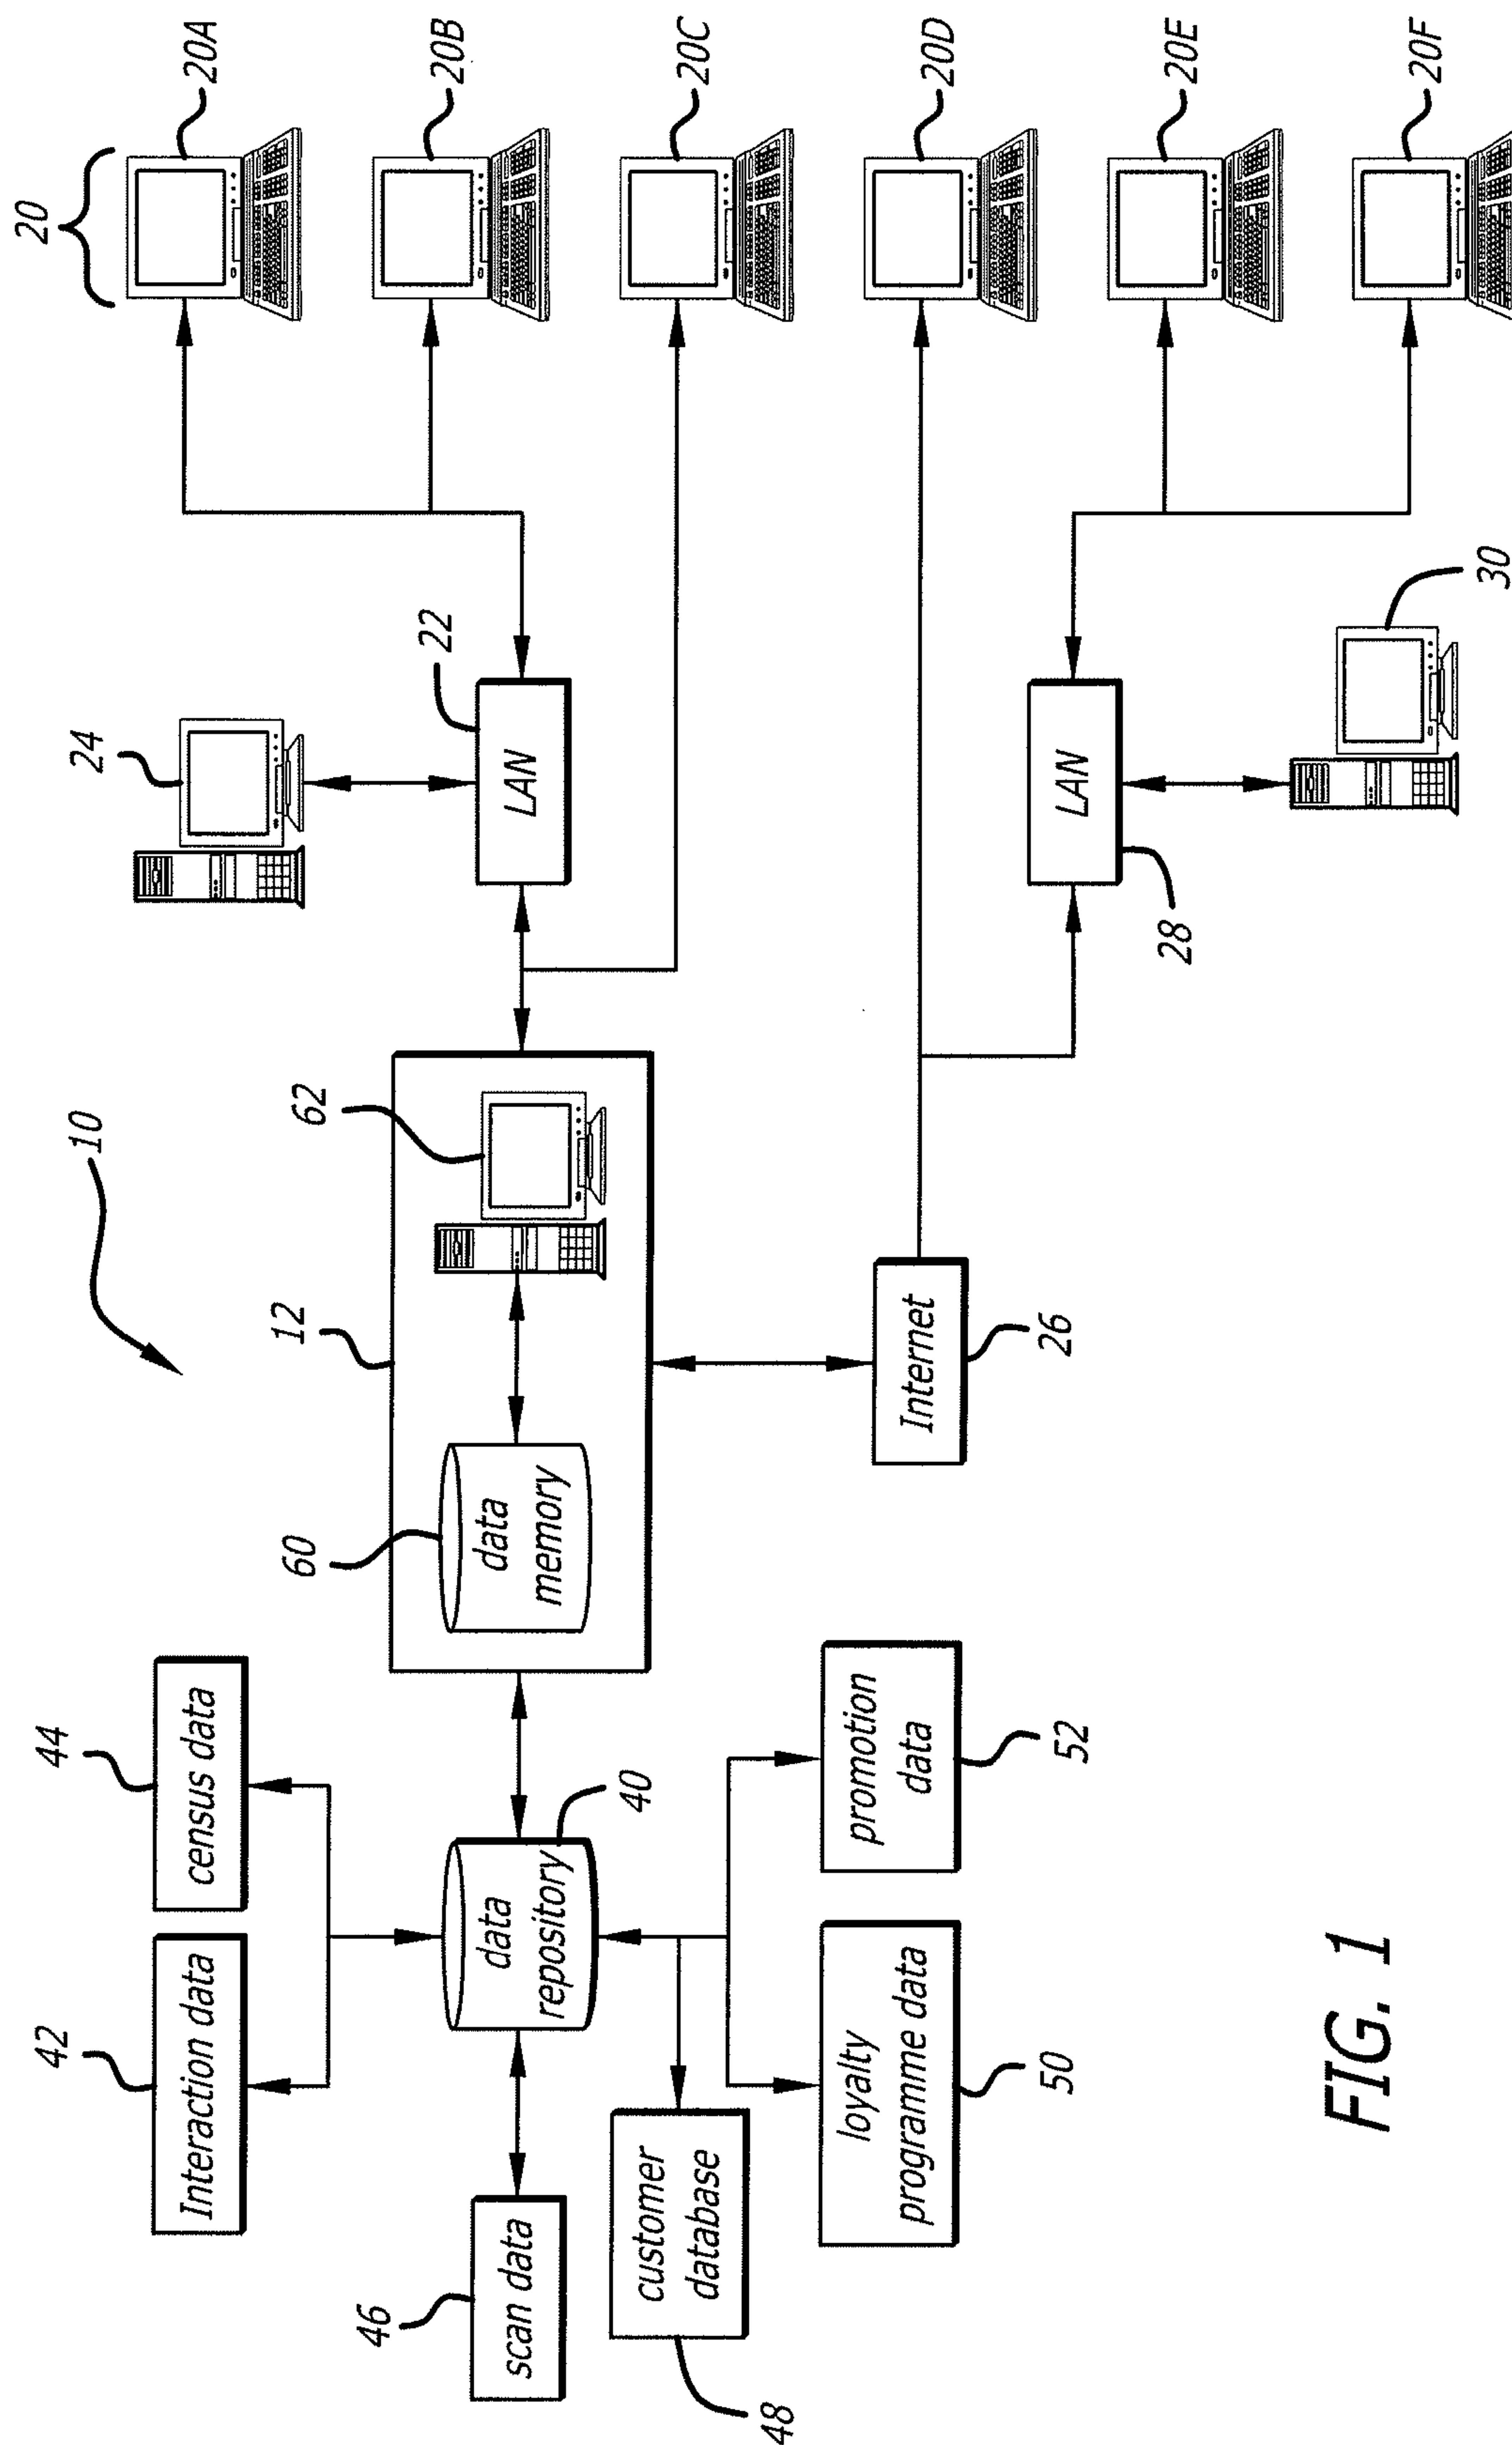 10
20
20A
20B
20C
20D
20E
20F
24
22
LAN
28
LAN
30
12
62
60
data
memory
Internet
26
44
census data
42
Interaction data
data
repository
40
46
scan data
customer
database
48
promotion
data
52
loyalty
programme data
50
FIG. 1